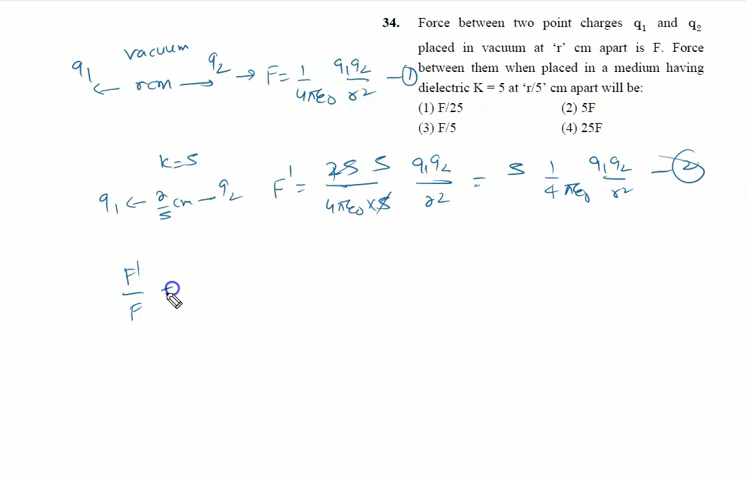 34. Force between two point charges q₁ and q₂
placed in vacuum at 'r' cm apart is F. Force
between them when placed in a medium having
dielectric K = 5 at 'r/5' cm apart will be:
(1) F/25 (2) 5F
(3) F/5 (4) 25F
vacuum
q₁ ← rcm → q₂ → F = 1/4πε₀ q₁q₂/r² — ①
k=5
q₁ ← r/5 cm – q₂ F' = 25 5/4πε₀×5 q₁q₂/r² = 5 1/4πε₀ q₁q₂/r² — ②
F'/F =